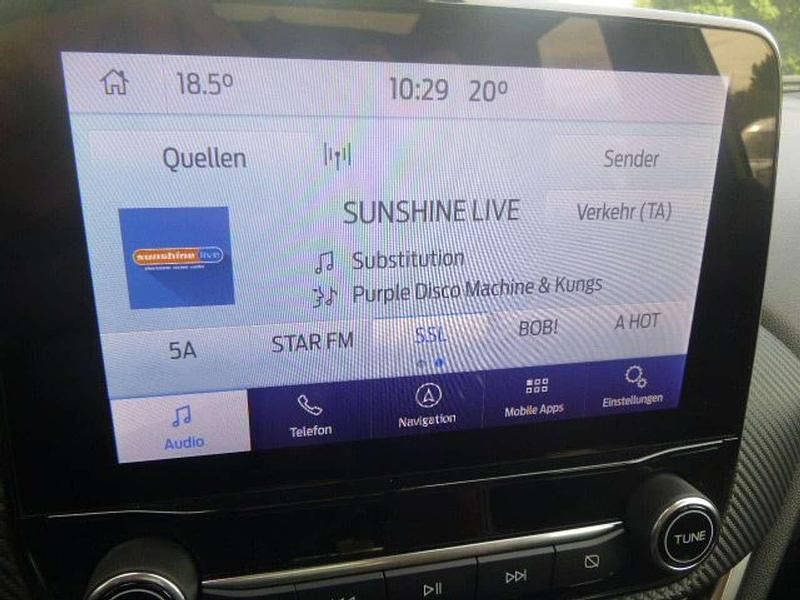 18.5° 10:29 20°
Quellen Sender
SUNSHINE LIVE Verkehr (TA)
sunshine live
Substitution
Purple Disco Machine & Kungs
5A STAR FM SSL BOB! A HOT
Audio Telefon Navigation Mobile Apps Einstellungen
TUNE